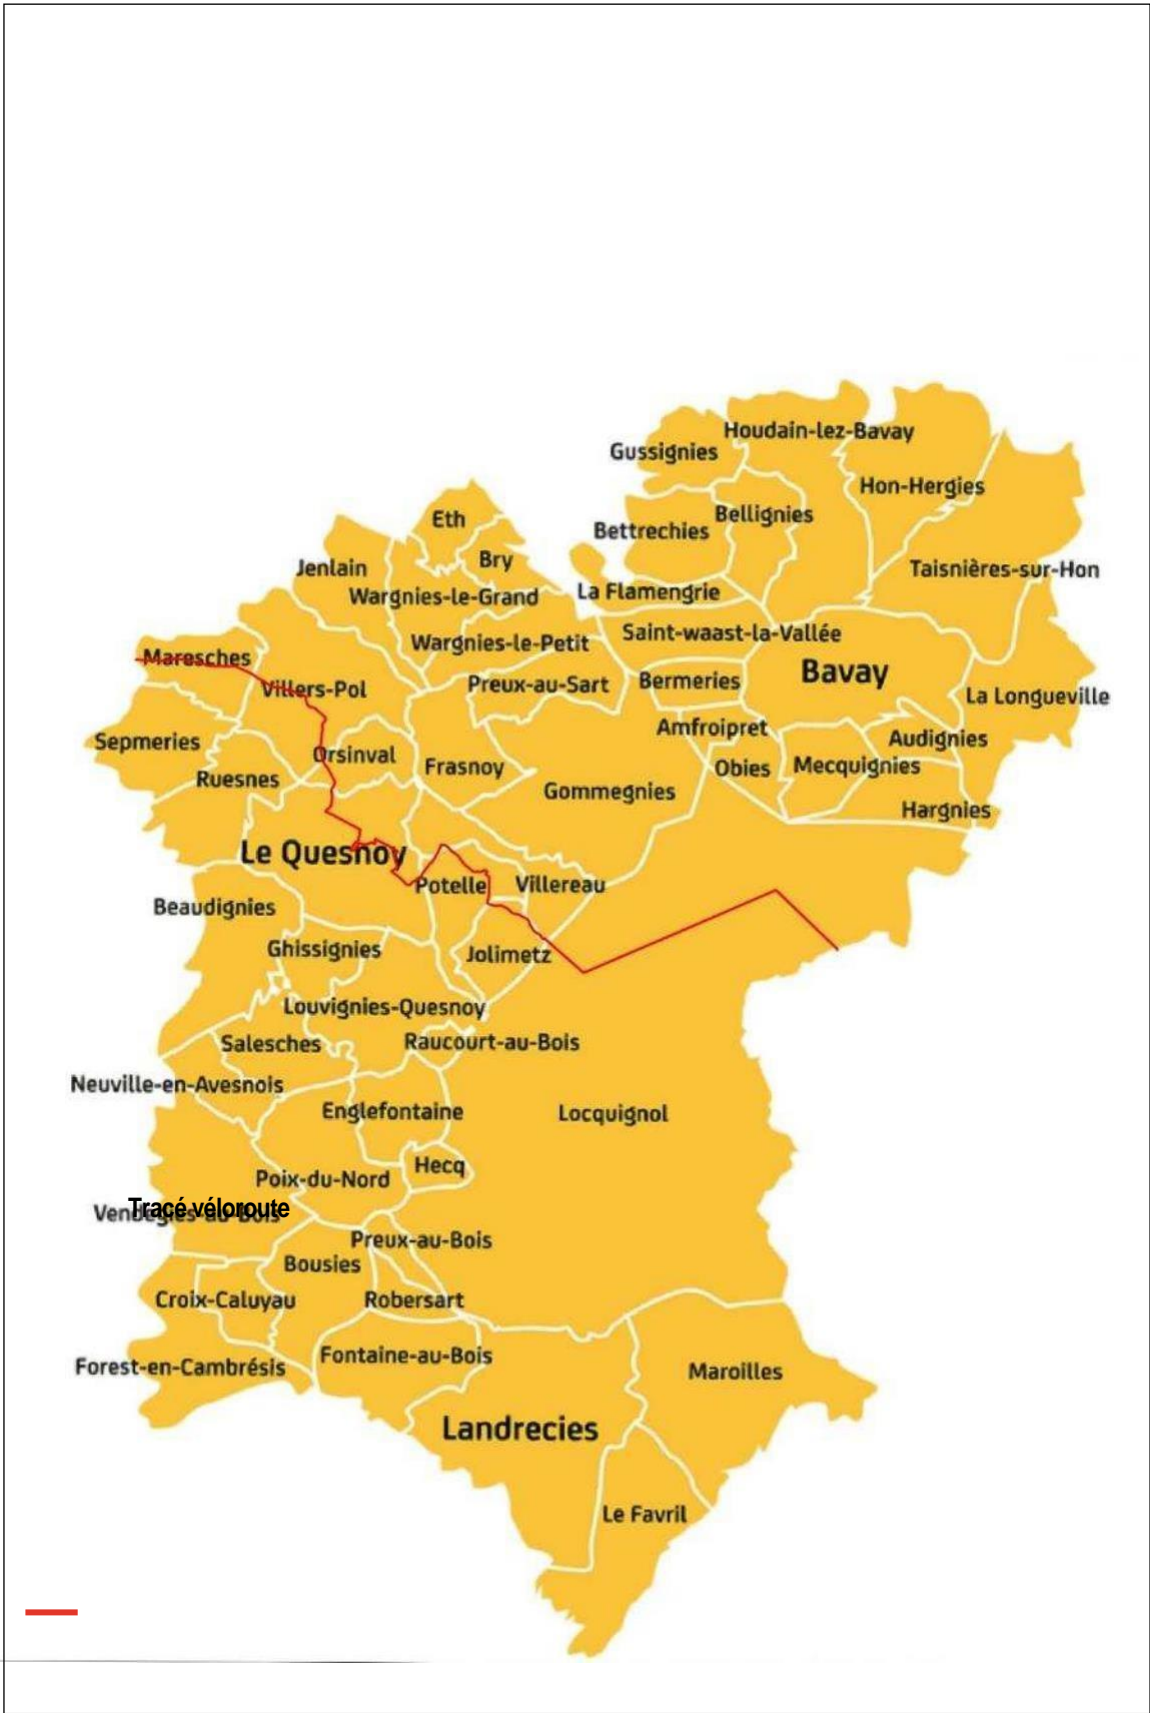 Houdain-lez-Bavay
Gussignies
Hon-Hergies
Bellignies
Eth
Bettrechies
Bry
Jenlain
Taisnières-sur-Hon
La Flamengrie
Wargnies-le-Grand
Saint-waast-la-Vallée
Wargnies-le-Petit
Maresches
Bavay
Bermeries
Preux-au-Sart
Villers-Pol
La Longueville
Amfroipret
Audignies
Sepmeries
Orsinval
Mecquignies
Frasnoy
Obies
Ruesnes
Gommegnies
Hargnies
Le Quesnoy
Potelle
Villereau
Beaudignies
Ghissignies
Jolimetz
Louvignies-Quesnoy
Salesches
Raucourt-au-Bois
Neuville-en-Avesnois
Englefontaine
Locquignol
Hecq
Poix-du-Nord
Tracé véloroute
Vendegies-au-Bois
Preux-au-Bois
Bousies
Croix-Caluyau
Robersart
Fontaine-au-Bois
Forest-en-Cambrésis
Maroilles
Landrecies
Le Favril